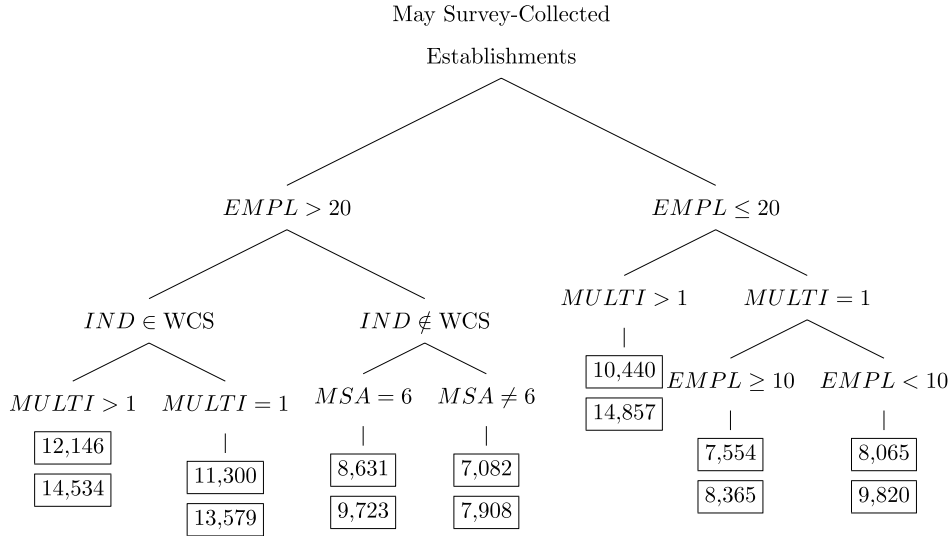 May Survey-Collected
Establishments
EMPL > 20
EMPL ≤ 20
IND ∈ WCS
IND ∉ WCS
MULTI > 1
MULTI = 1
MULTI > 1
MULTI = 1
MSA = 6
MSA ≠ 6
EMPL ≥ 10
EMPL < 10
12,146
14,534
11,300
13,579
8,631
9,723
7,082
7,908
10,440
14,857
7,554
8,365
8,065
9,820